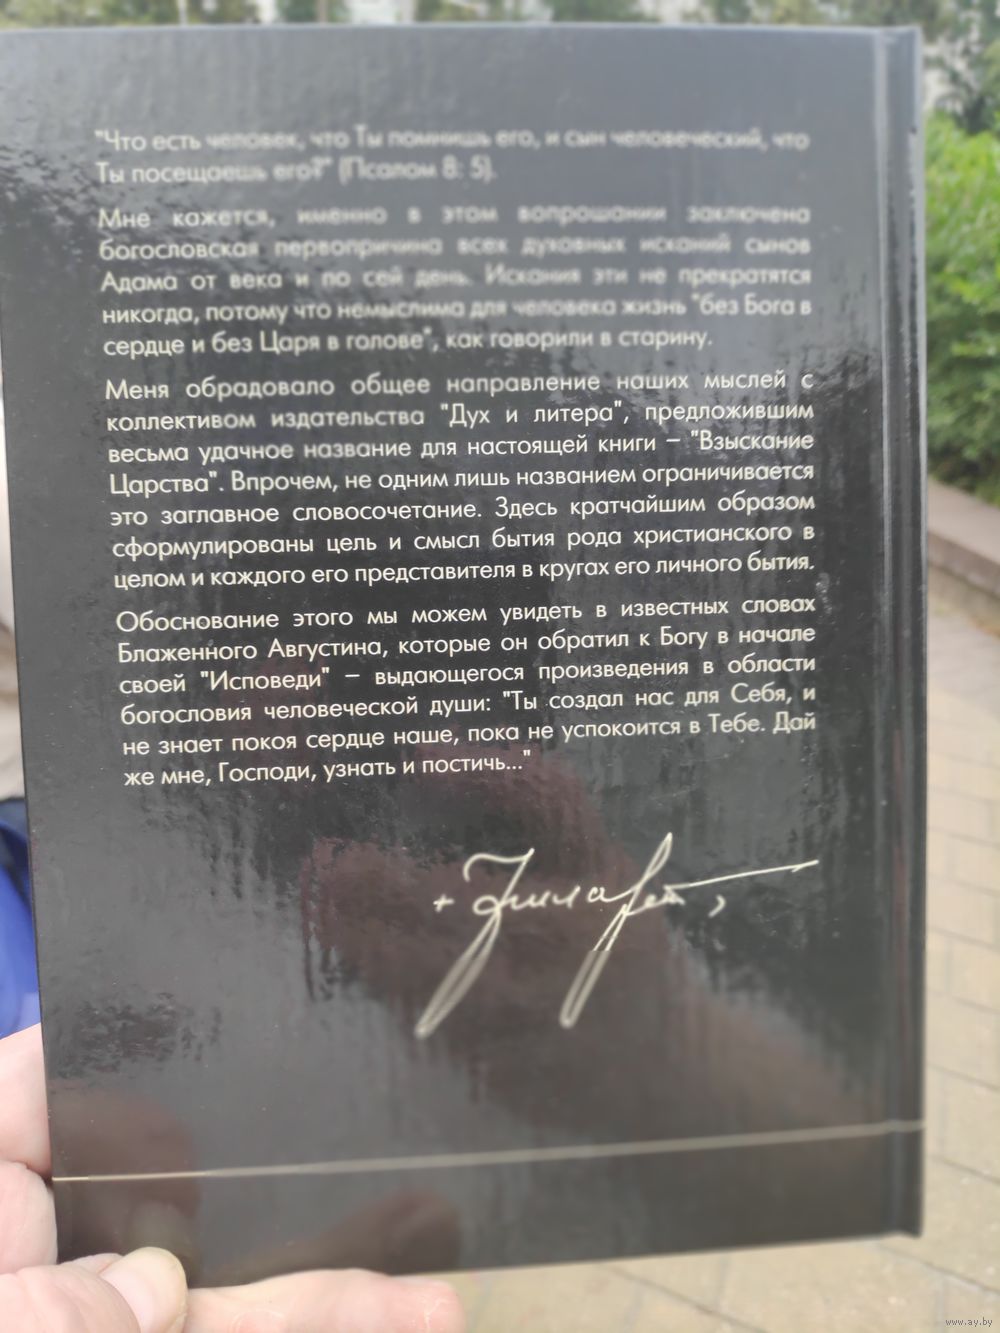 "Что есть человек, что Ты помнишь его, и сын человеческий, что
Ты посещаешь его?" (Псалом 8: 5).
Мне кажется, именно в этом вопрошании заключена
богословская первопричина всех духовных исканий сынов
Адама от века и по сей день. Искания эти не прекратятся
никогда, потому что немыслима для человека жизнь "без Бога в
сердце и без Царя в голове", как говорили в старину.
Меня обрадовало общее направление наших мыслей с
коллективом издательства "Дух и литера", предложившим
весьма удачное название для настоящей книги – "Взыскание
Царства". Впрочем, не одним лишь названием ограничивается
это заглавное словосочетание. Здесь кратчайшим образом
сформулированы цель и смысл бытия рода христианского в
целом и каждого его представителя в кругах его личного бытия.
Обоснование этого мы можем увидеть в известных словах
Блаженного Августина, которые он обратил к Богу в начале
своей "Исповеди" – выдающегося произведения в области
богословия человеческой души: "Ты создал нас для Себя, и
не знает покоя сердце наше, пока не успокоится в Тебе. Дай
же мне, Господи, узнать и постичь..."
+ Филарет,
www.ay.by